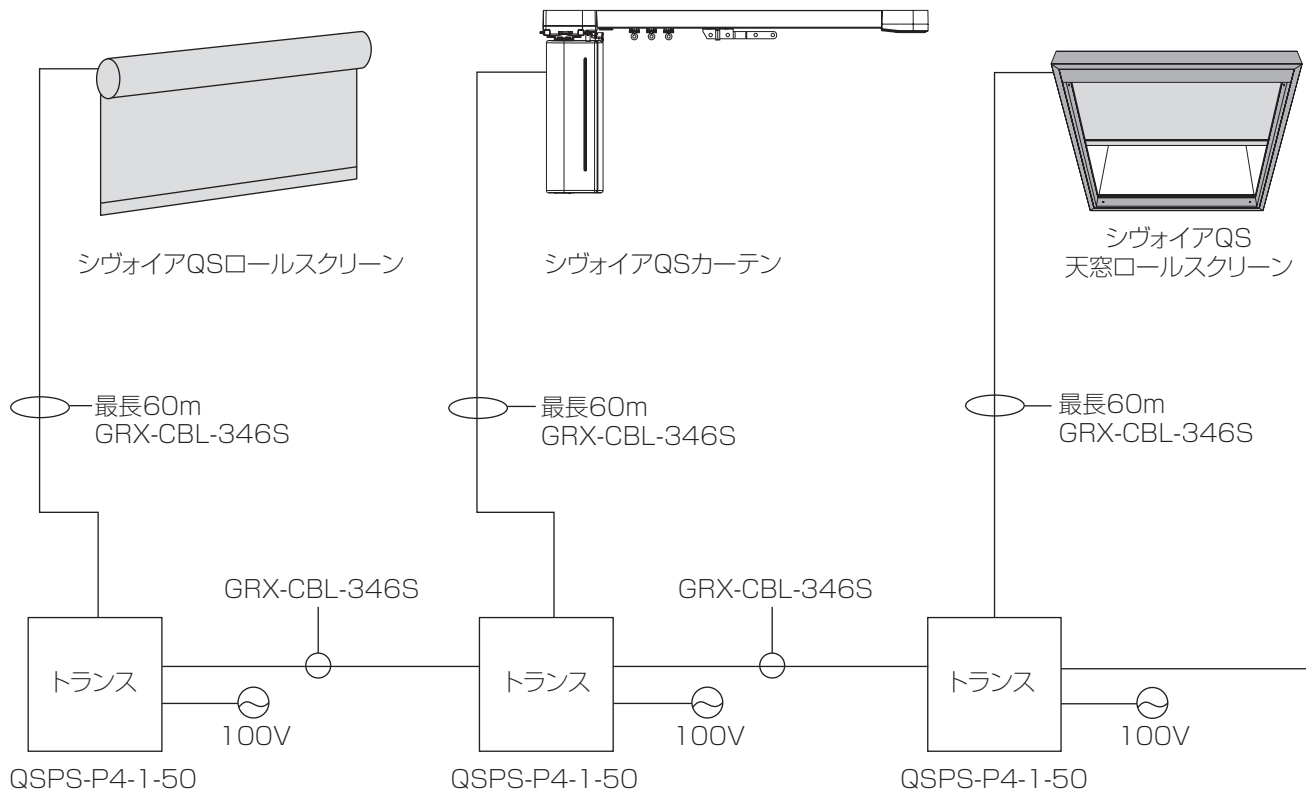 シヴォイアQSロールスクリーン
シヴォイアQSカーテン
シヴォイアQS
天窓ロールスクリーン
最長60m
GRX-CBL-346S
最長60m
GRX-CBL-346S
最長60m
GRX-CBL-346S
GRX-CBL-346S
GRX-CBL-346S
トランス
トランス
トランス
100V
100V
100V
QSPS-P4-1-50
QSPS-P4-1-50
QSPS-P4-1-50